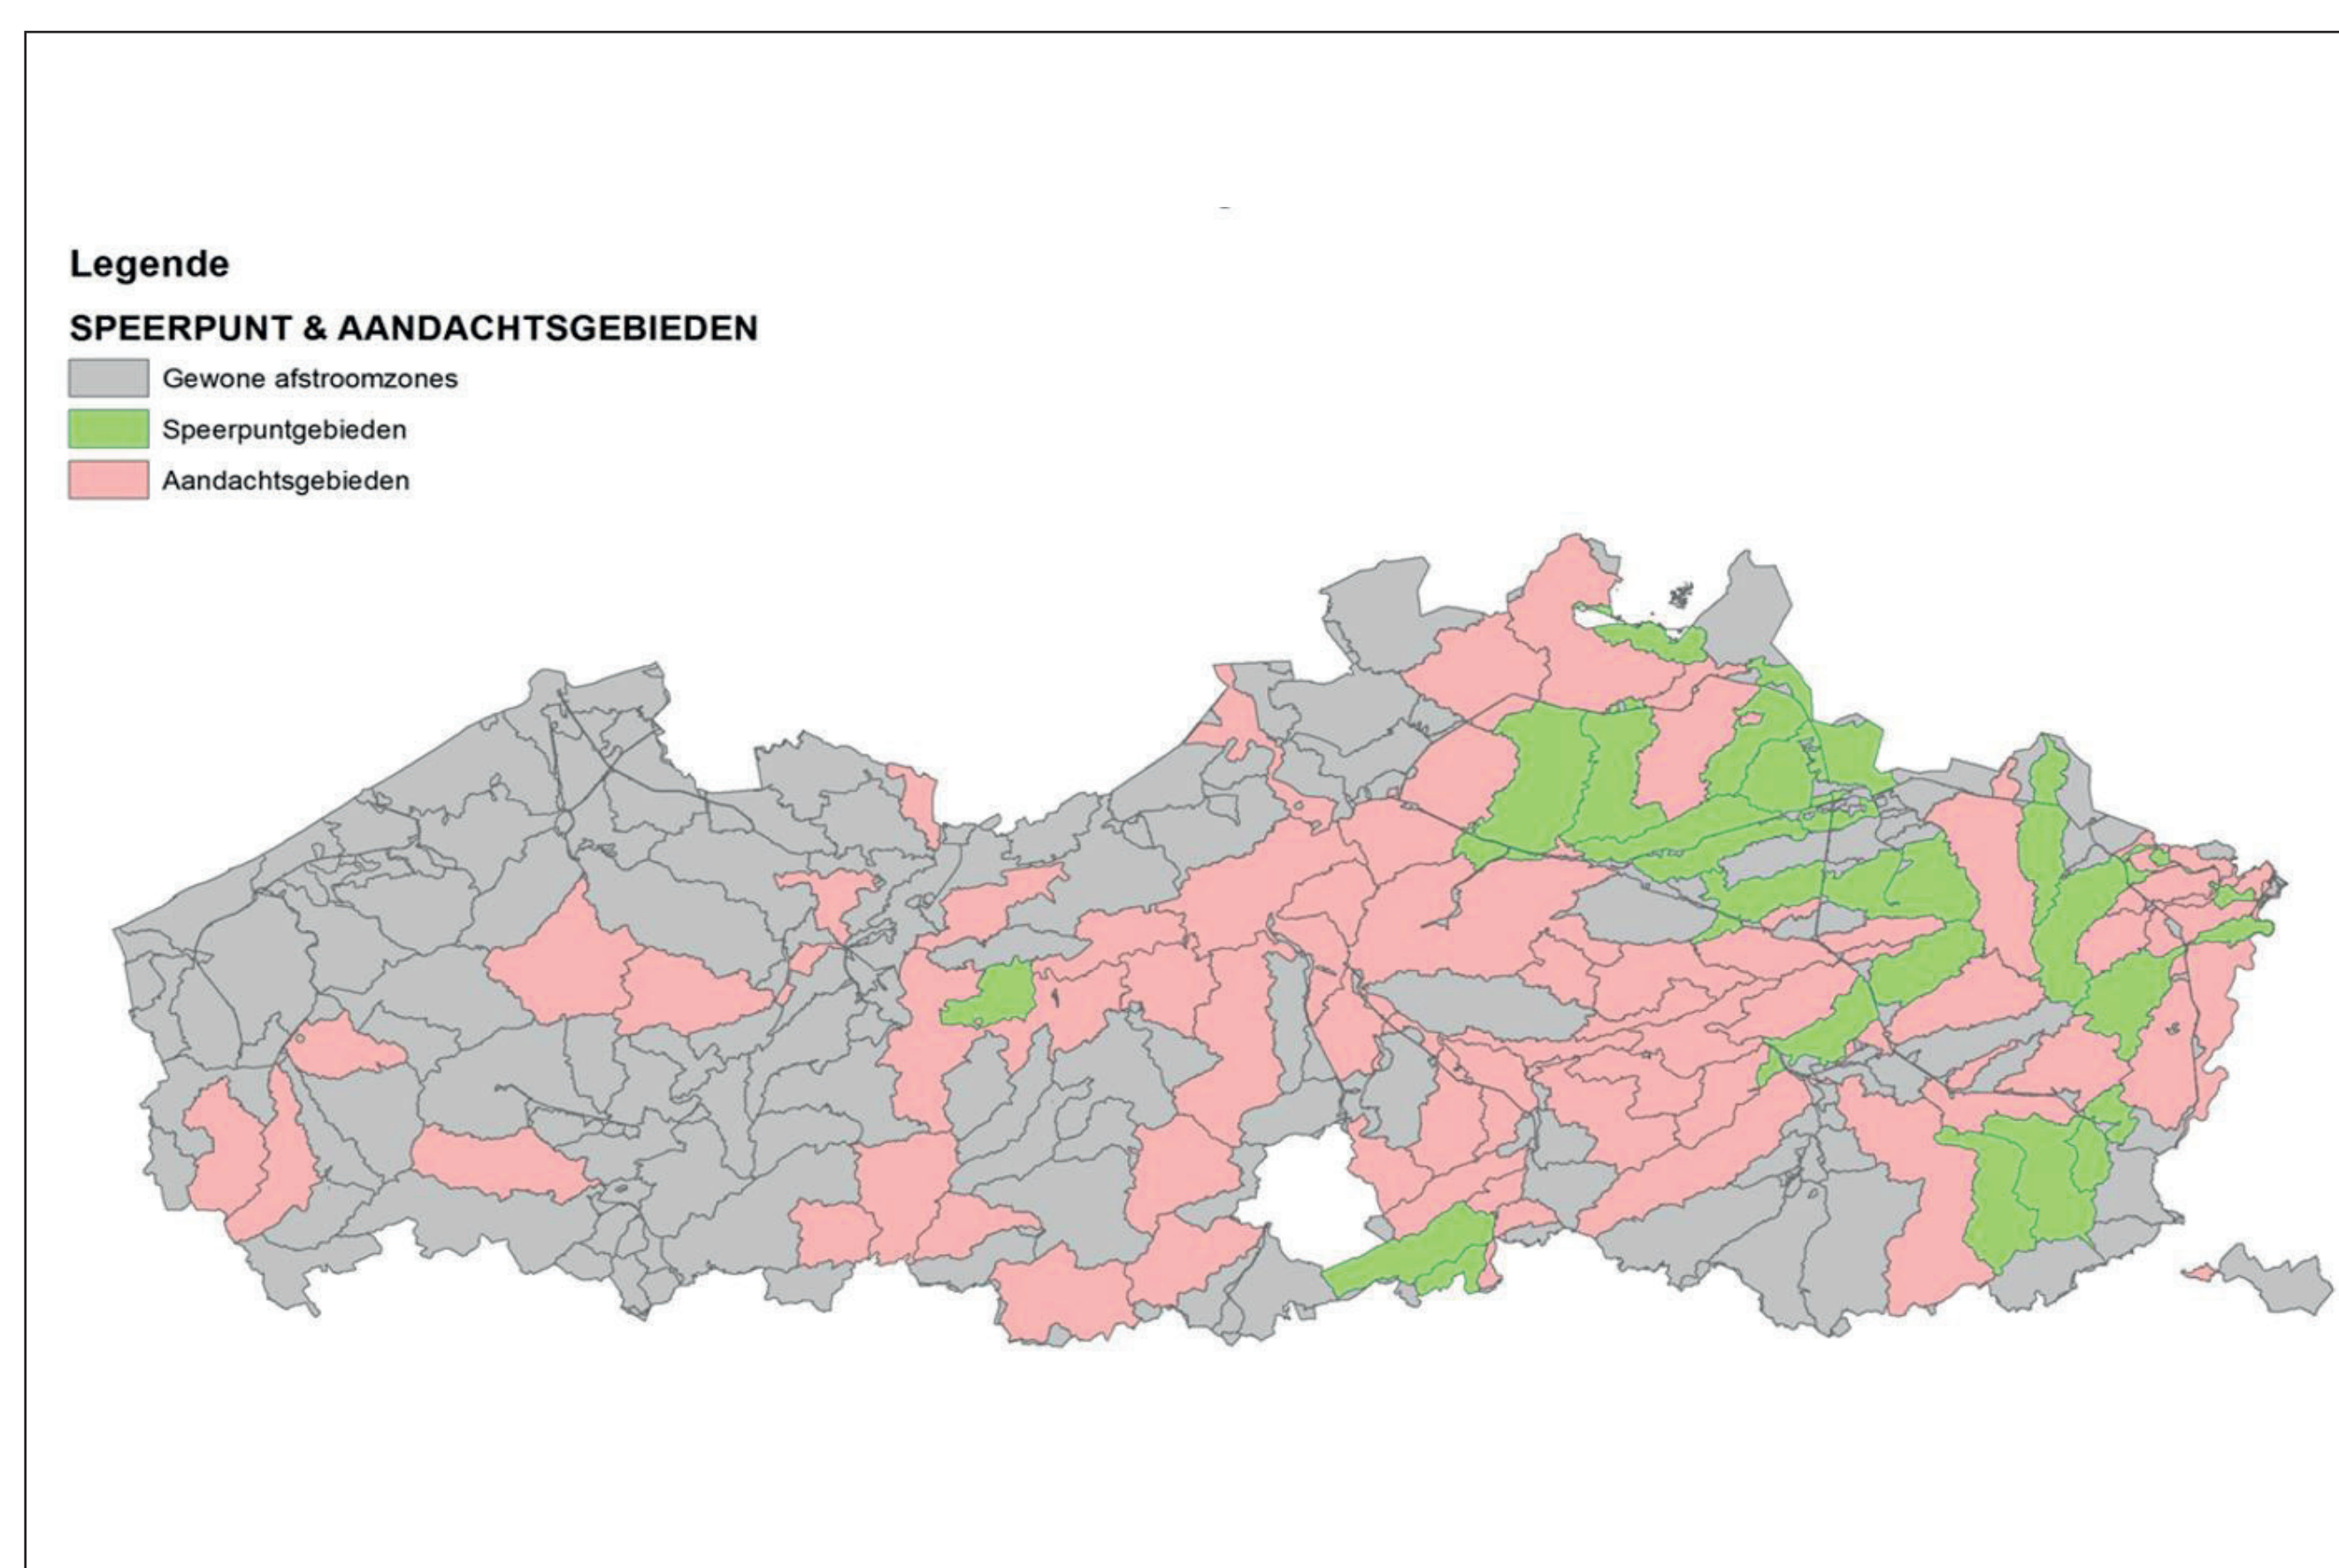 Legende
SPEERPUNT & AANDACHTSGEBIEDEN
Gewone afstroomzones
Speerpuntgebieden
Aandachtsgebieden